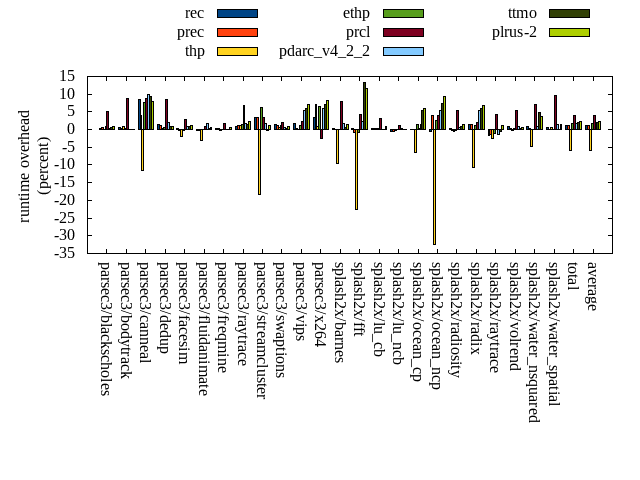 rec ethp ttmo
prec prcl plrus-2
thp pdarc_v4_2_2
runtime overhead
(percent)
15
10
5
0
-5
-10
-15
-20
-25
-30
-35
parsec3/blackscholes
parsec3/bodytrack
parsec3/canneal
parsec3/dedup
parsec3/facesim
parsec3/fluidanimate
parsec3/freqmine
parsec3/raytrace
parsec3/streamcluster
parsec3/swaptions
parsec3/vips
parsec3/x264
splash2x/barnes
splash2x/fft
splash2x/lu_cb
splash2x/lu_ncb
splash2x/ocean_cp
splash2x/ocean_ncp
splash2x/radiosity
splash2x/radix
splash2x/raytrace
splash2x/volrend
splash2x/water_nsquared
splash2x/water_spatial
total
average